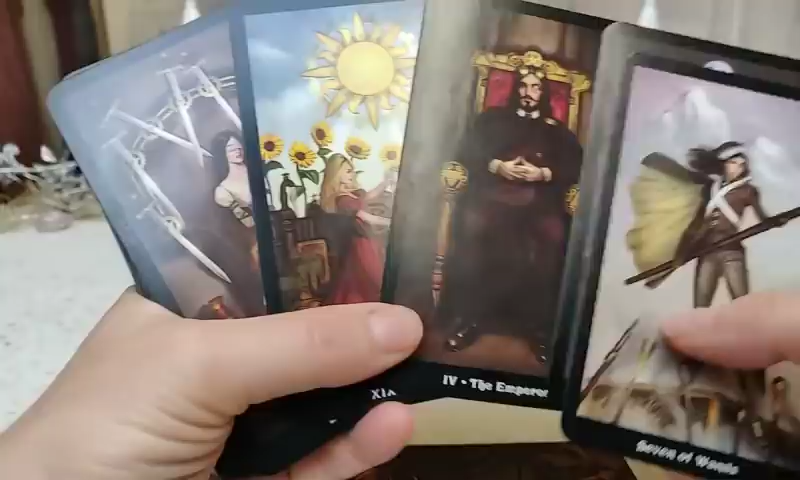 XIX
IV • The Emperor
Seven of Wands